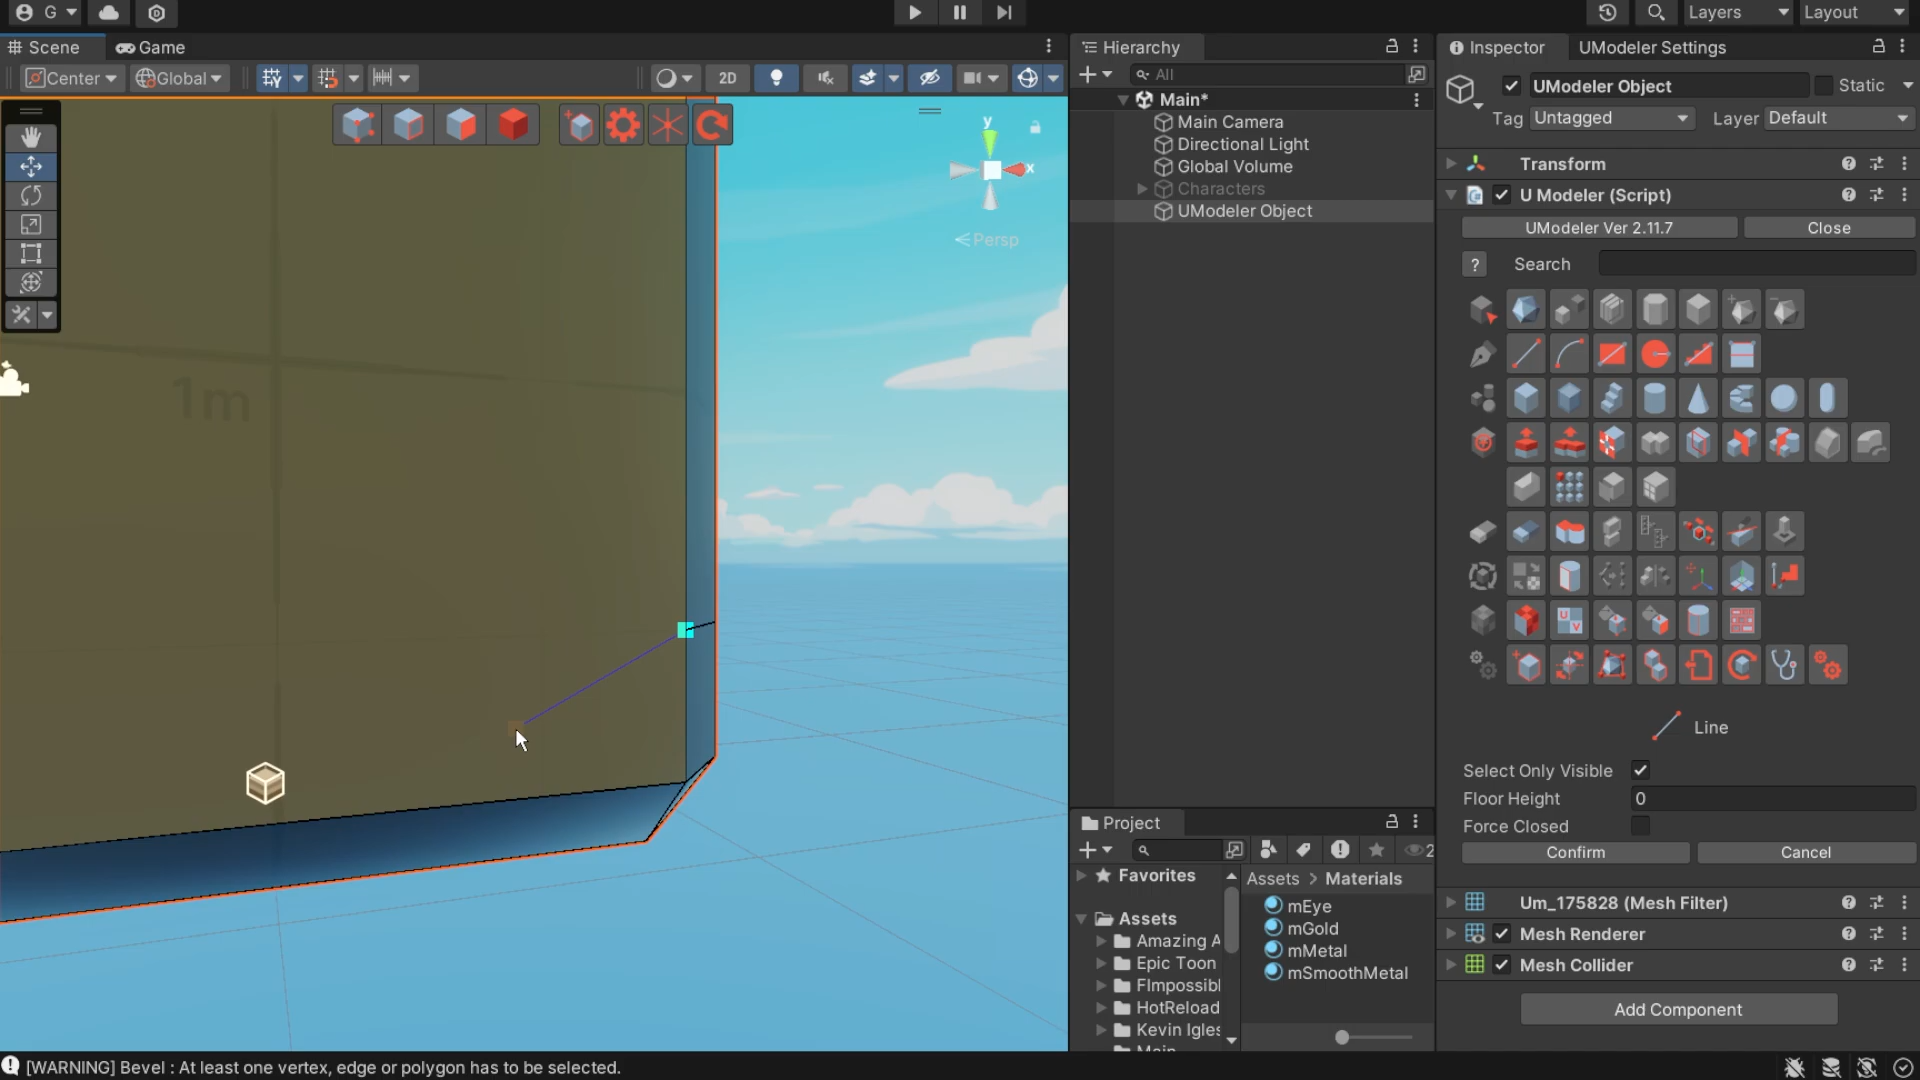 G
Layers
Layout
Scene
Game
Hierarchy
Inspector
UModeler Settings
Center
Global
2D
All
UModeler Object
Static
Tag
Untagged
Layer
Default
Main*
Main Camera
Directional Light
Global Volume
Characters
UModeler Object
y
x
Persp
1m
Transform
U Modeler (Script)
UModeler Ver 2.11.7
Close
?
Search
Line
Select Only Visible
Floor Height
0
Force Closed
Confirm
Cancel
Um_175828 (Mesh Filter)
Mesh Renderer
Mesh Collider
Add Component
Project
2
Favorites
Assets
Amazing A
Epic Toon
FImpossibl
HotReload
Kevin Igles
Assets > Materials
mEye
mGold
mMetal
mSmoothMetal
[WARNING] Bevel : At least one vertex, edge or polygon has to be selected.